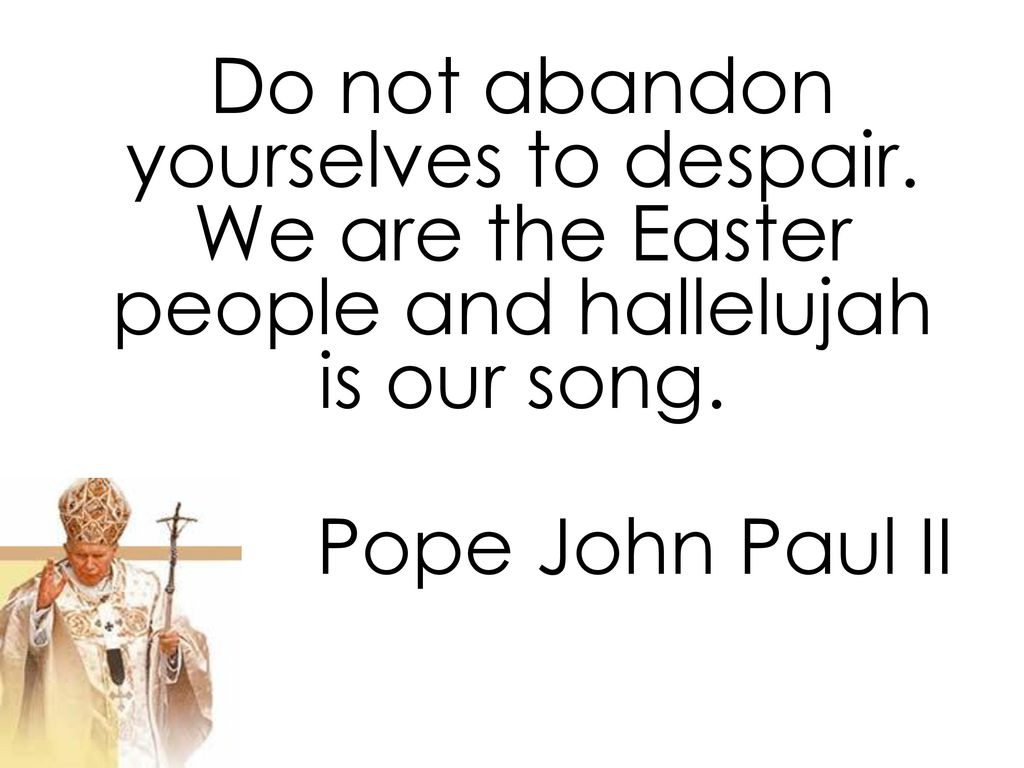 Do not abandon
yourselves to despair.
We are the Easter
people and hallelujah
is our song.
Pope John Paul II